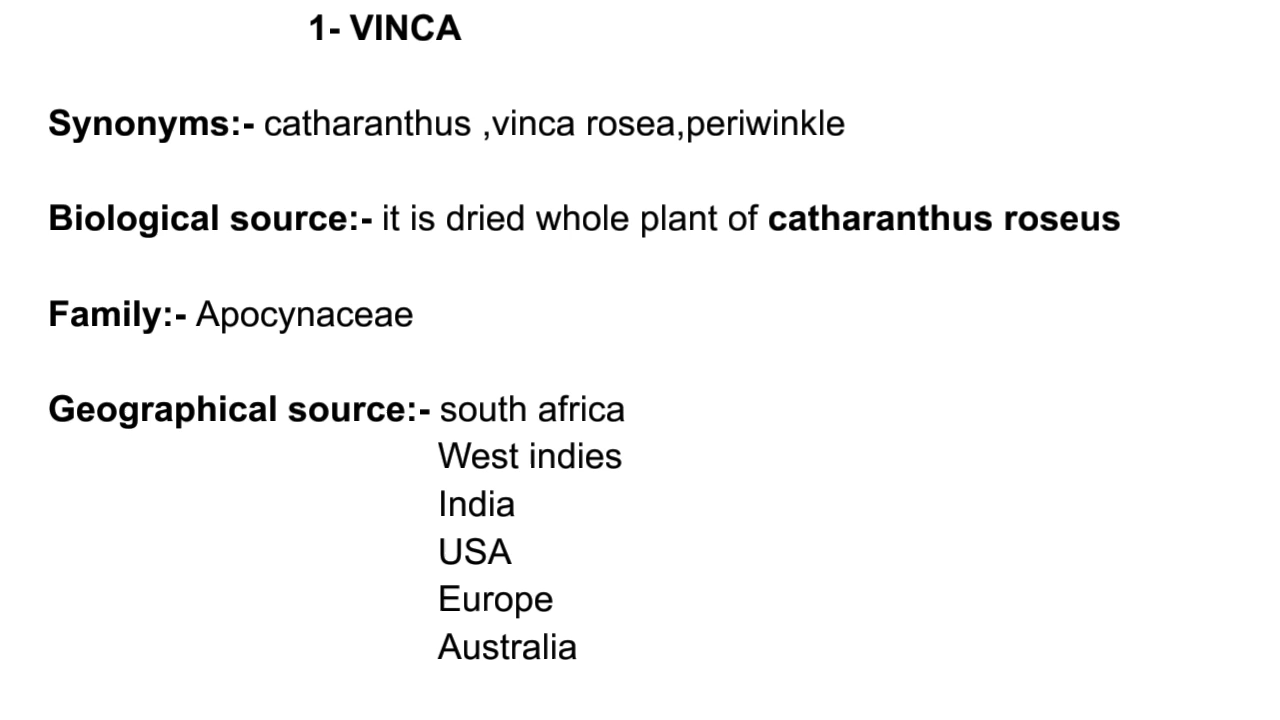 1- VINCA
Synonyms:- catharanthus ,vinca rosea,periwinkle
Biological source:- it is dried whole plant of catharanthus roseus
Family:- Apocynaceae
Geographical source:- south africa
West indies
India
USA
Europe
Australia